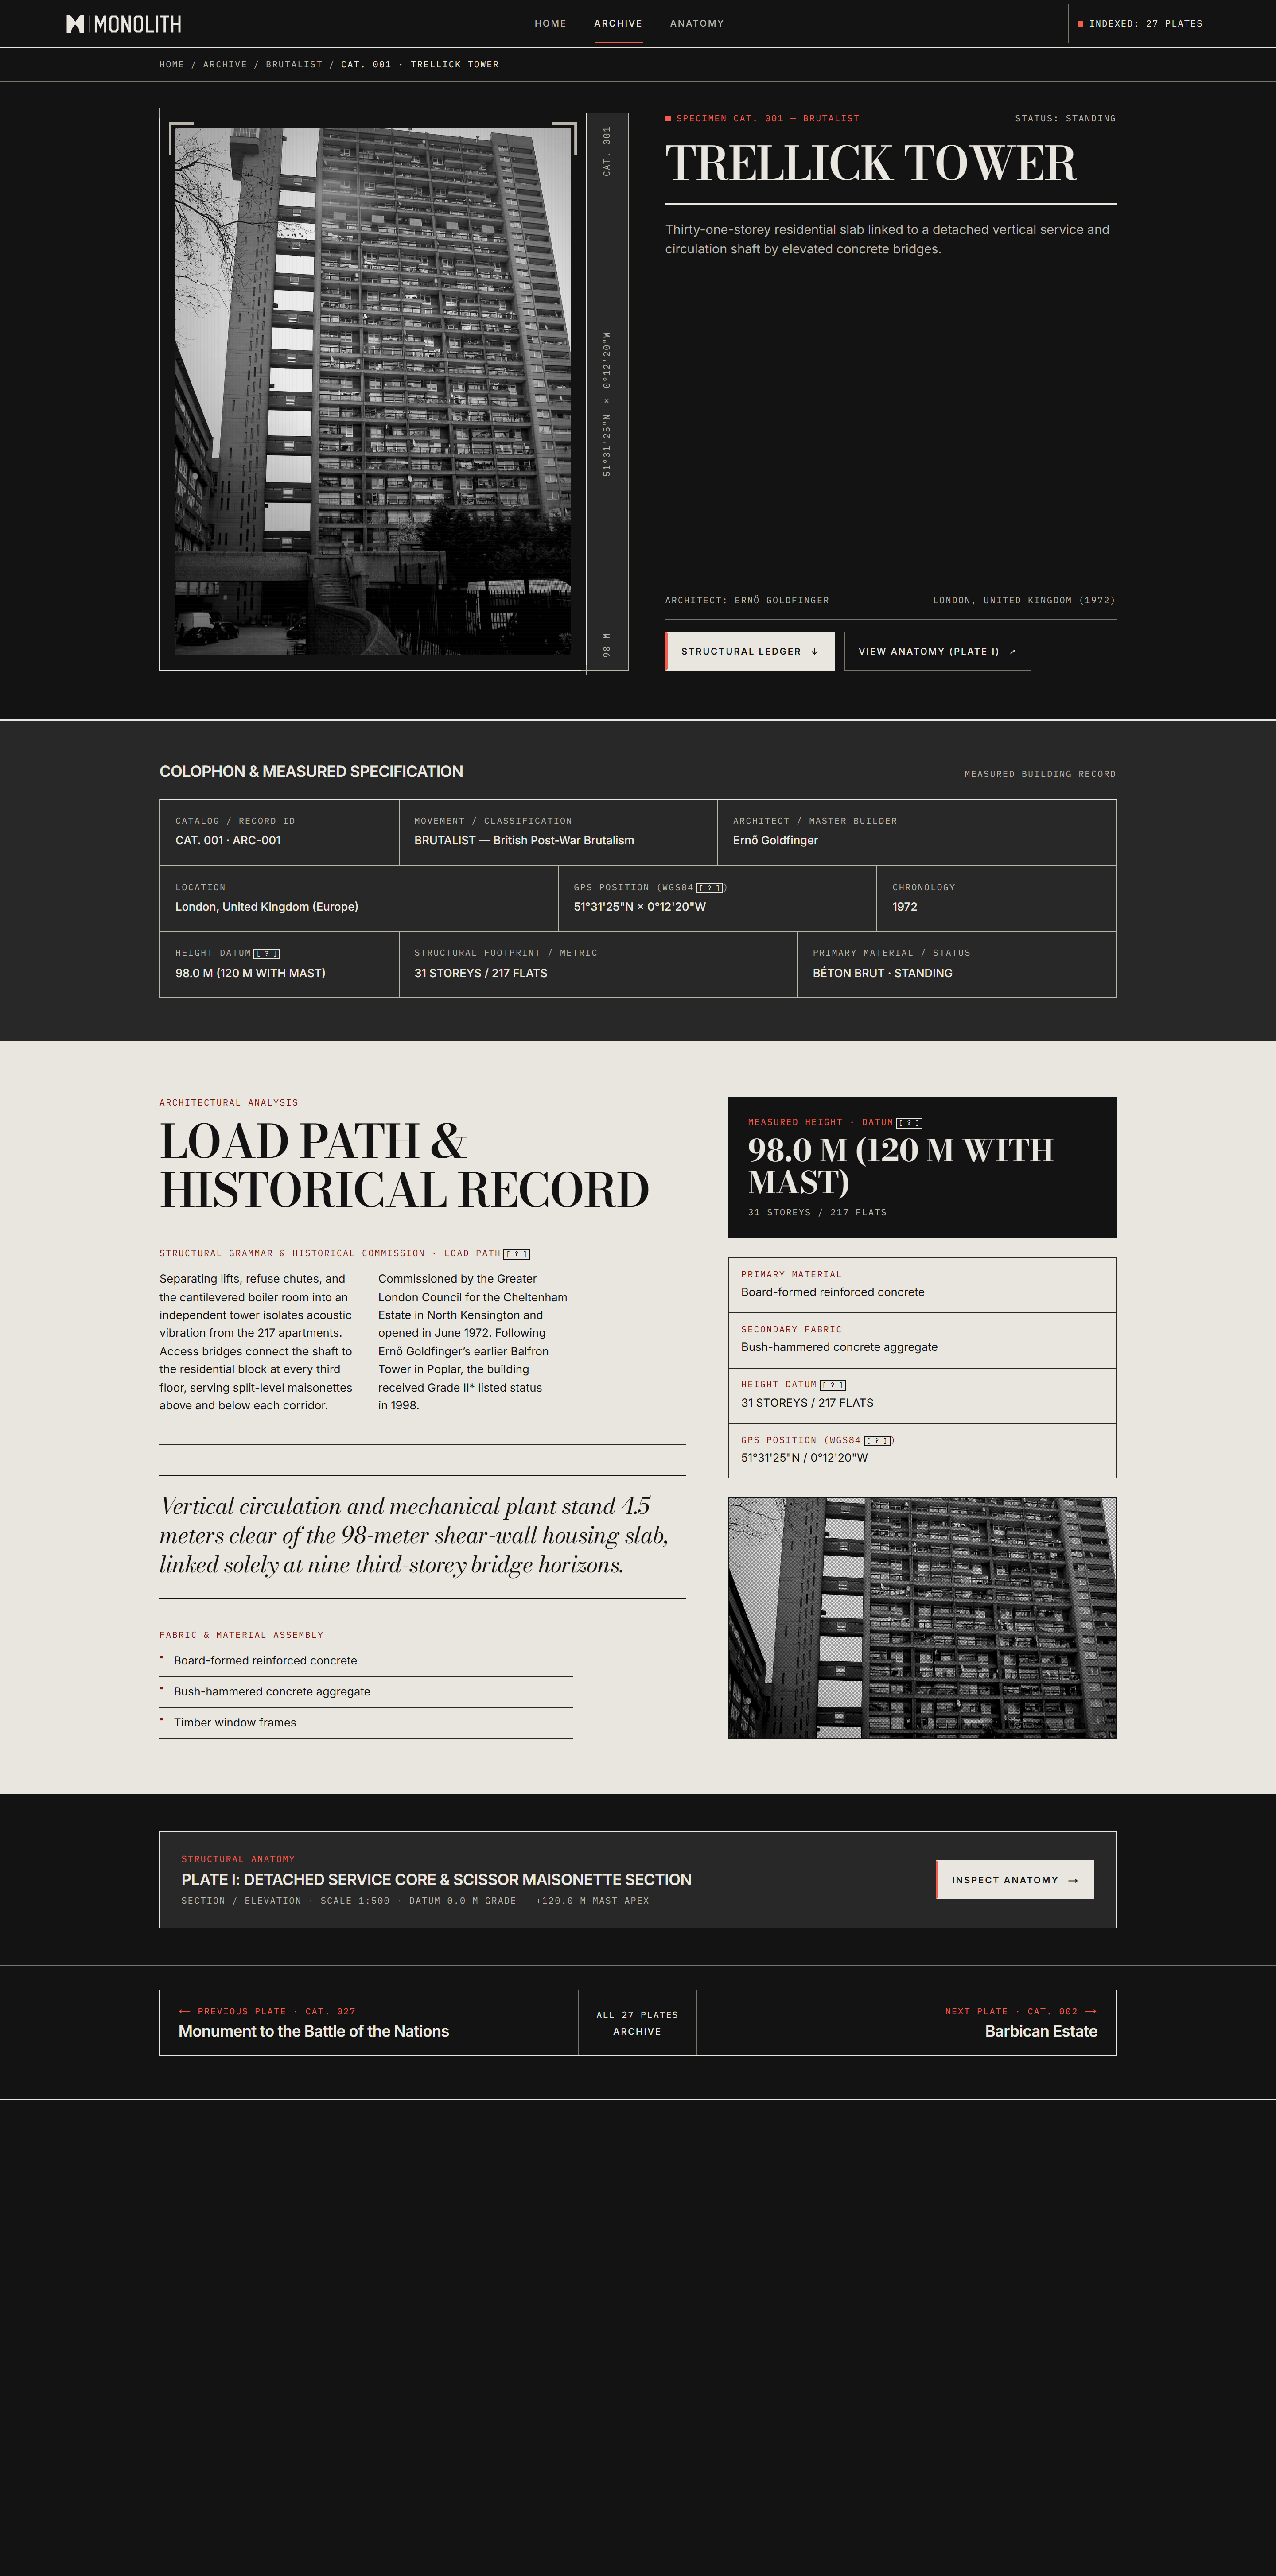 MONOLITH
HOME
ARCHIVE
ANATOMY
INDEXED: 27 PLATES
HOME / ARCHIVE / BRUTALIST / CAT. 001 · TRELLICK TOWER
CAT. 001
51°31'25"N × 0°12'20"W
98 M
SPECIMEN CAT. 001 — BRUTALIST
STATUS: STANDING
TRELLICK TOWER
Thirty-one-storey residential slab linked to a detached vertical service and
circulation shaft by elevated concrete bridges.
ARCHITECT: ERNŐ GOLDFINGER
LONDON, UNITED KINGDOM (1972)
STRUCTURAL LEDGER ↓
VIEW ANATOMY (PLATE I) ↗
COLOPHON & MEASURED SPECIFICATION
MEASURED BUILDING RECORD
CATALOG / RECORD ID
CAT. 001 · ARC-001
MOVEMENT / CLASSIFICATION
BRUTALIST — British Post-War Brutalism
ARCHITECT / MASTER BUILDER
Ernő Goldfinger
LOCATION
London, United Kingdom (Europe)
GPS POSITION (WGS84[ ? ])
51°31'25"N × 0°12'20"W
CHRONOLOGY
1972
HEIGHT DATUM[ ? ]
98.0 M (120 M WITH MAST)
STRUCTURAL FOOTPRINT / METRIC
31 STOREYS / 217 FLATS
PRIMARY MATERIAL / STATUS
BÉTON BRUT · STANDING
ARCHITECTURAL ANALYSIS
LOAD PATH &
HISTORICAL RECORD
STRUCTURAL GRAMMAR & HISTORICAL COMMISSION · LOAD PATH[ ? ]
Separating lifts, refuse chutes, and
the cantilevered boiler room into an
independent tower isolates acoustic
vibration from the 217 apartments.
Access bridges connect the shaft to
the residential block at every third
floor, serving split-level maisonettes
above and below each corridor.
Commissioned by the Greater
London Council for the Cheltenham
Estate in North Kensington and
opened in June 1972. Following
Ernő Goldfinger’s earlier Balfron
Tower in Poplar, the building
received Grade II* listed status
in 1998.
Vertical circulation and mechanical plant stand 4.5
meters clear of the 98-meter shear-wall housing slab,
linked solely at nine third-storey bridge horizons.
FABRIC & MATERIAL ASSEMBLY
Board-formed reinforced concrete
Bush-hammered concrete aggregate
Timber window frames
MEASURED HEIGHT · DATUM[ ? ]
98.0 M (120 M WITH
MAST)
31 STOREYS / 217 FLATS
PRIMARY MATERIAL
Board-formed reinforced concrete
SECONDARY FABRIC
Bush-hammered concrete aggregate
HEIGHT DATUM[ ? ]
31 STOREYS / 217 FLATS
GPS POSITION (WGS84[ ? ])
51°31'25"N / 0°12'20"W
STRUCTURAL ANATOMY
PLATE I: DETACHED SERVICE CORE & SCISSOR MAISONETTE SECTION
SECTION / ELEVATION · SCALE 1:500 · DATUM 0.0 M GRADE — +120.0 M MAST APEX
INSPECT ANATOMY →
← PREVIOUS PLATE · CAT. 027
Monument to the Battle of the Nations
ALL 27 PLATES
ARCHIVE
NEXT PLATE · CAT. 002 →
Barbican Estate